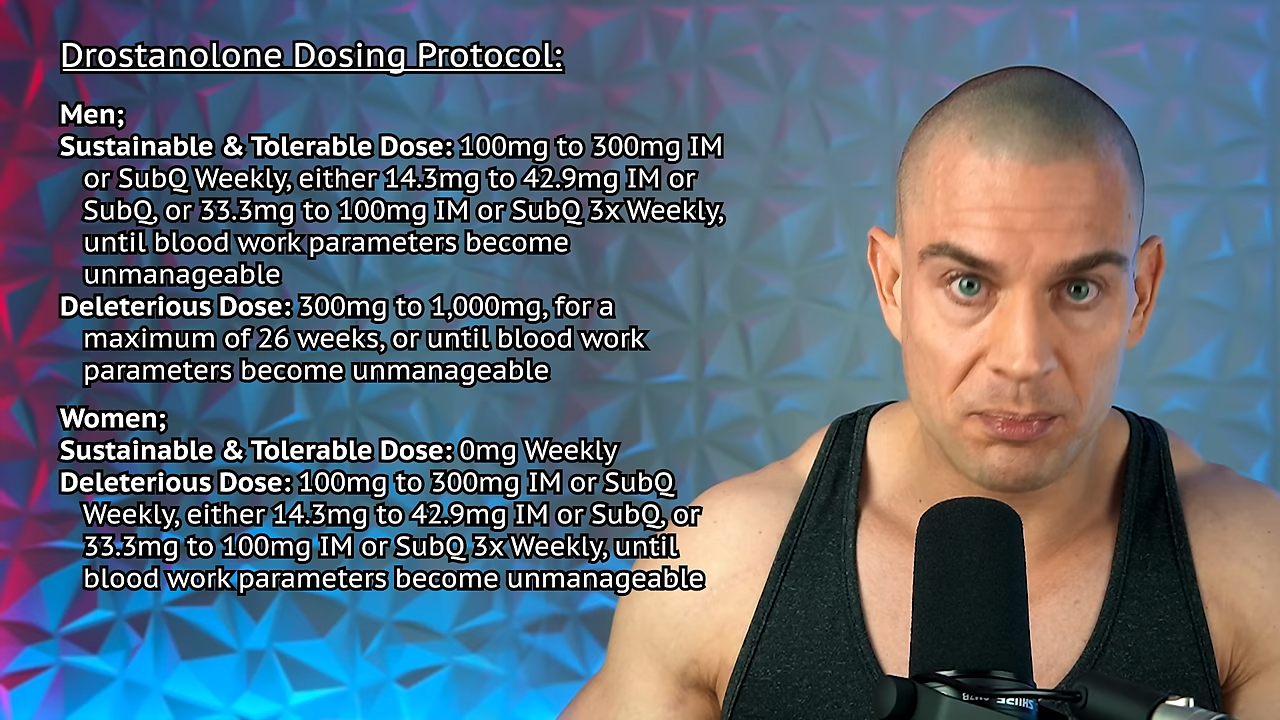 Drostanolone Dosing Protocol:
Men;
Sustainable & Tolerable Dose: 100mg to 300mg IM
or SubQ Weekly, either 14.3mg to 42.9mg IM or
SubQ, or 33.3mg to 100mg IM or SubQ 3x Weekly,
until blood work parameters become
unmanageable
Deleterious Dose: 300mg to 1,000mg, for a
maximum of 26 weeks, or until blood work
parameters become unmanageable
Women;
Sustainable & Tolerable Dose: 0mg Weekly
Deleterious Dose: 100mg to 300mg IM or SubQ
Weekly, either 14.3mg to 42.9mg IM or SubQ, or
33.3mg to 100mg IM or SubQ 3x Weekly, until
blood work parameters become unmanageable